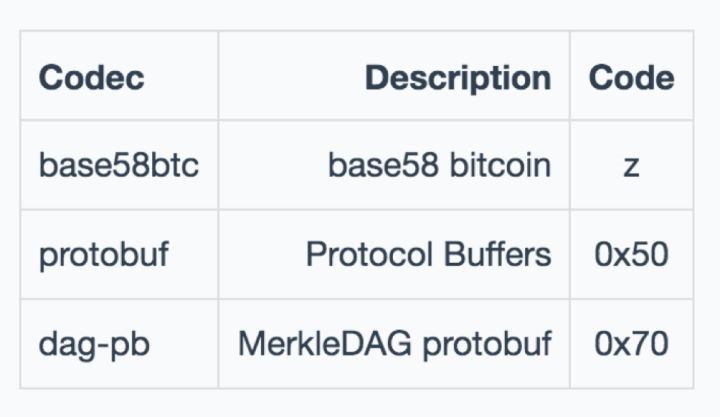 Codec Description Code
base58btc base58 bitcoin z
protobuf Protocol Buffers 0x50
dag-pb MerkleDAG protobuf 0x70